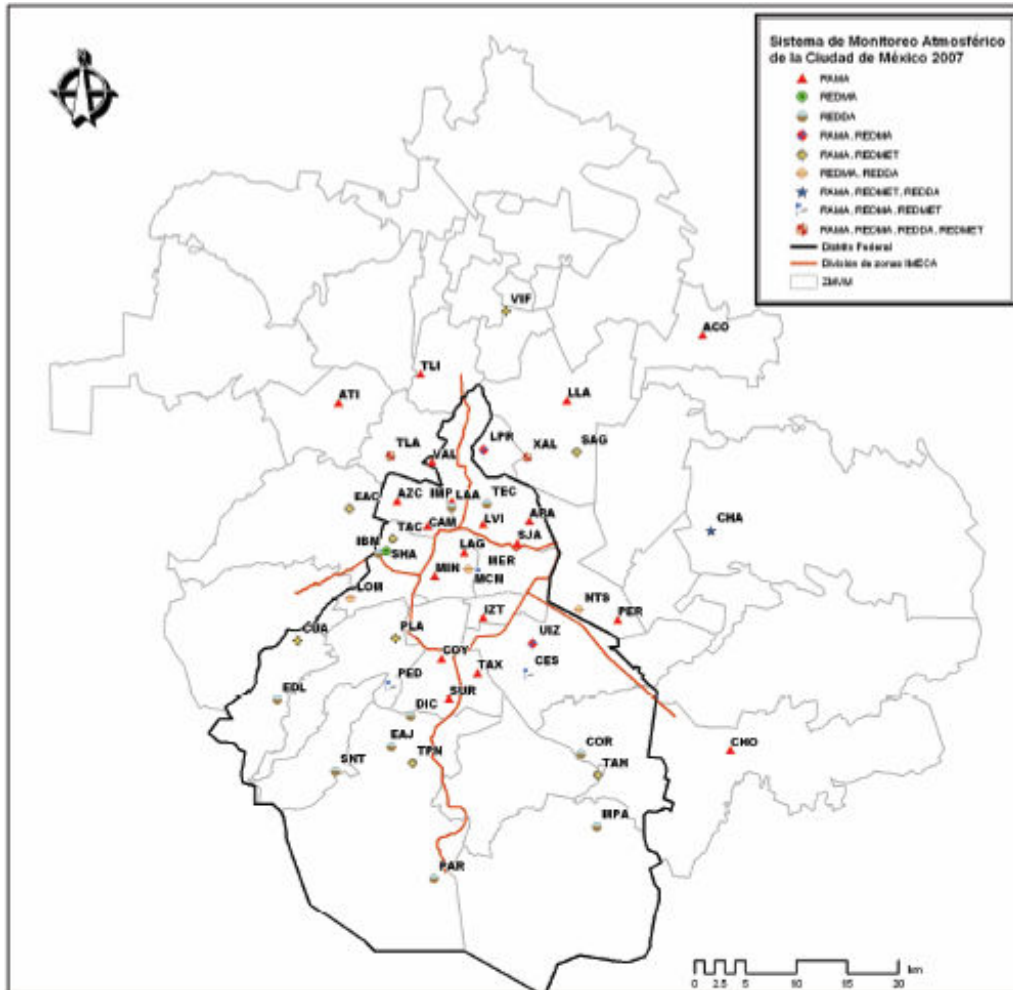 Sistema de Monitoreo Atmosférico
de la Ciudad de México 2007
RAMA
REDMA
REDDA
RAMA, REDMA
RAMA, REDMET
REDMA, REDDA
RAMA, REDMET, REDDA
RAMA, REDMA, REDMET
RAMA, REDMA, REDDA, REDMET
Distrito Federal
División de zonas IMECA
ZMVM
VIF
ACO
TLI
ATI
LLA
TLA
VAL
LPR
XAL
SAG
EAC
AZC
IMP
LAA
TEC
TAC
CAM
LVI
ARA
CHA
IBM
SHA
LAG
SJA
MER
MIN
MCM
LOM
NTS
PER
IZT
CUA
PLA
UIZ
COY
PED
TAX
CES
EDL
SUR
DIC
EAJ
TPN
SNT
COR
TAH
CHO
MPA
PAR
km
0 2.5 5 10 15 20